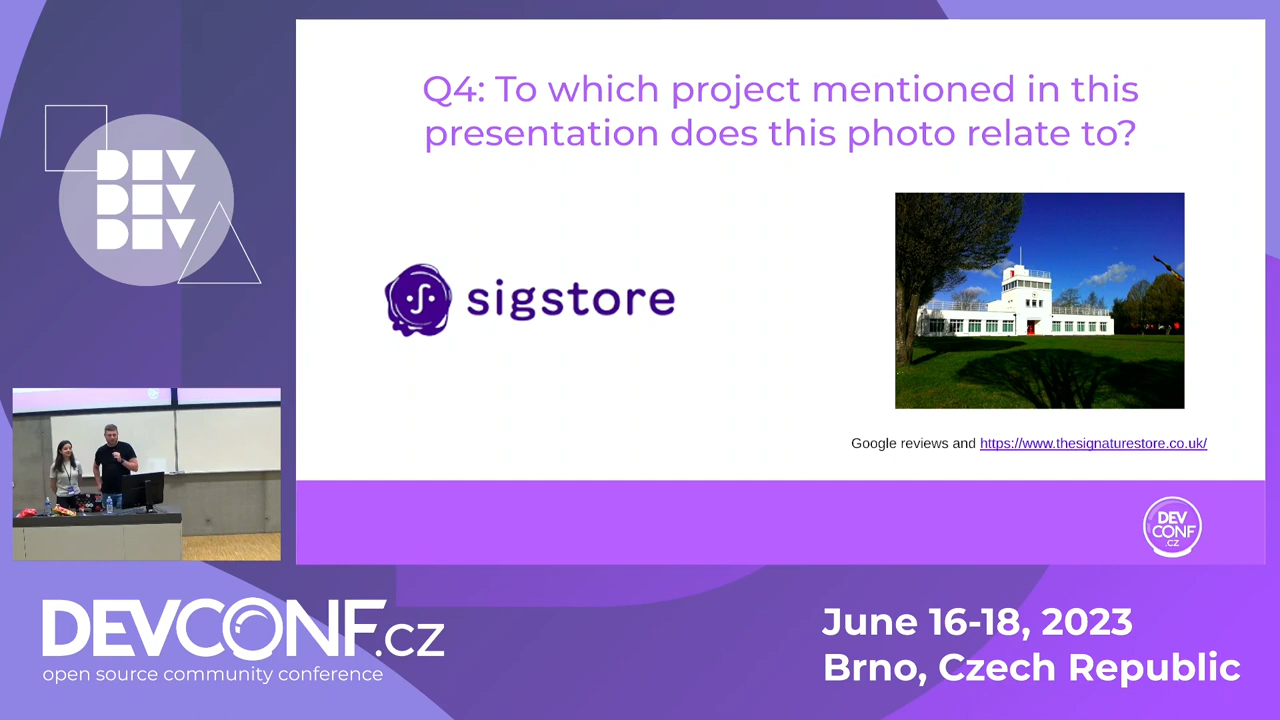 Q4: To which project mentioned in this
presentation does this photo relate to?
DEV
DEV
DEV
sigstore
Google reviews and https://www.thesignaturestore.co.uk/
DEV
CONF
.CZ
DEVCONF.cz
open source community conference
June 16-18, 2023
Brno, Czech Republic